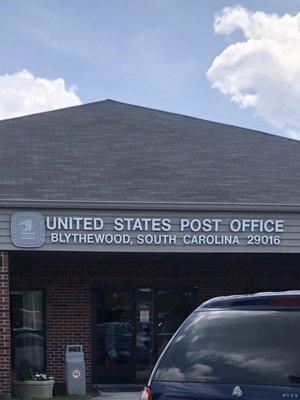 UNITED STATES POST OFFICE
BLYTHEWOOD, SOUTH CAROLINA 29016